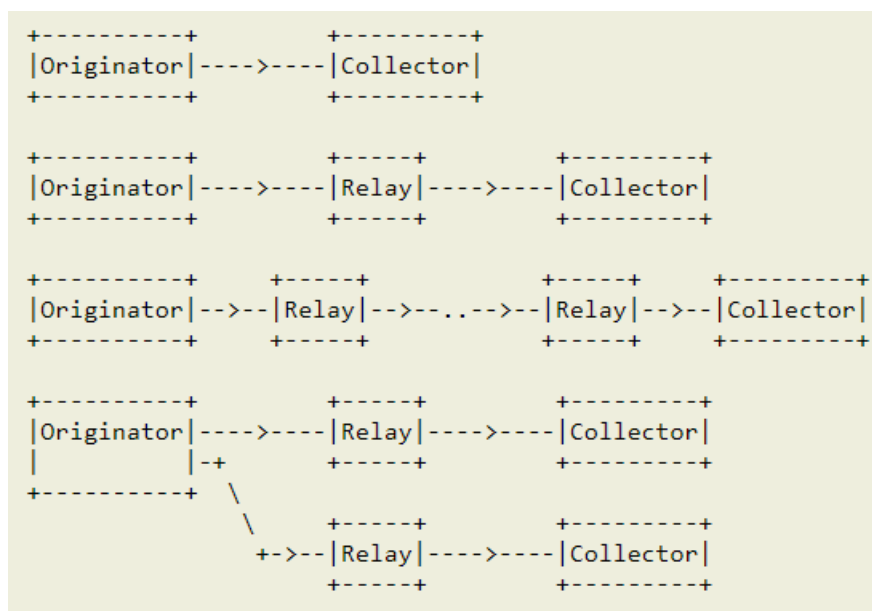 +----------+         +---------+
|Originator|---->----|Collector|
+----------+         +---------+
+----------+         +-----+         +---------+
|Originator|---->----|Relay|---->----|Collector|
+----------+         +-----+         +---------+
+----------+     +-----+            +-----+     +---------+
|Originator|-->--|Relay|-->--..-->--|Relay|-->--|Collector|
+----------+     +-----+            +-----+     +---------+
+----------+         +-----+         +---------+
|Originator|---->----|Relay|---->----|Collector|
|          |-+       +-----+         +---------+
+----------+  \
               \     +-----+         +---------+
                +->--|Relay|---->----|Collector|
                     +-----+         +---------+